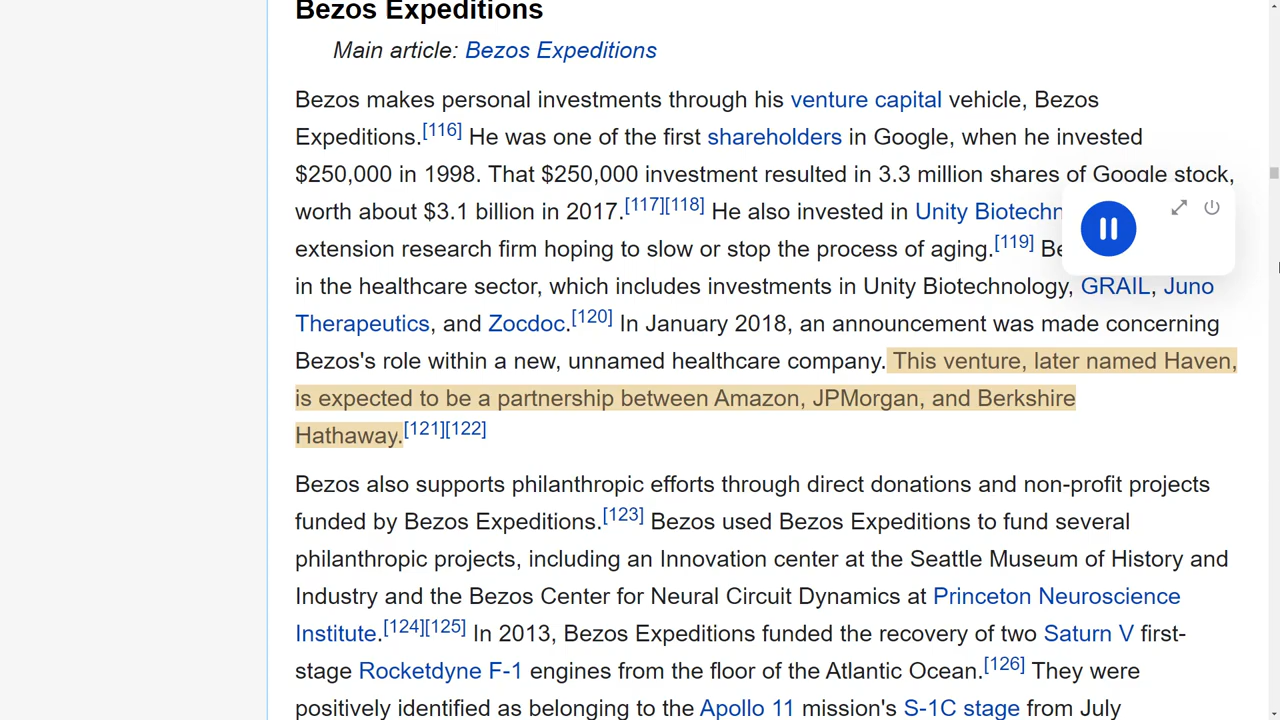 Bezos Expeditions
Main article: Bezos Expeditions
Bezos makes personal investments through his venture capital vehicle, Bezos
Expeditions.[116] He was one of the first shareholders in Google, when he invested
$250,000 in 1998. That $250,000 investment resulted in 3.3 million shares of Google stock,
worth about $3.1 billion in 2017.[117][118] He also invested in Unity
extension research firm hoping to slow or stop the process of aging.[119]
in the healthcare sector, which includes investments in Unity Biotechnology, GRAIL, Juno
Therapeutics, and Zocdoc.[120] In January 2018, an announcement was made concerning
Bezos's role within a new, unnamed healthcare company. This venture, later named Haven,
is expected to be a partnership between Amazon, JPMorgan, and Berkshire
Hathaway.[121][122]
Bezos also supports philanthropic efforts through direct donations and non-profit projects
funded by Bezos Expeditions.[123] Bezos used Bezos Expeditions to fund several
philanthropic projects, including an Innovation center at the Seattle Museum of History and
Industry and the Bezos Center for Neural Circuit Dynamics at Princeton Neuroscience
Institute.[124][125] In 2013, Bezos Expeditions funded the recovery of two Saturn V first-
stage Rocketdyne F-1 engines from the floor of the Atlantic Ocean.[126] They were
positively identified as belonging to the Apollo 11 mission's S-1C stage from July